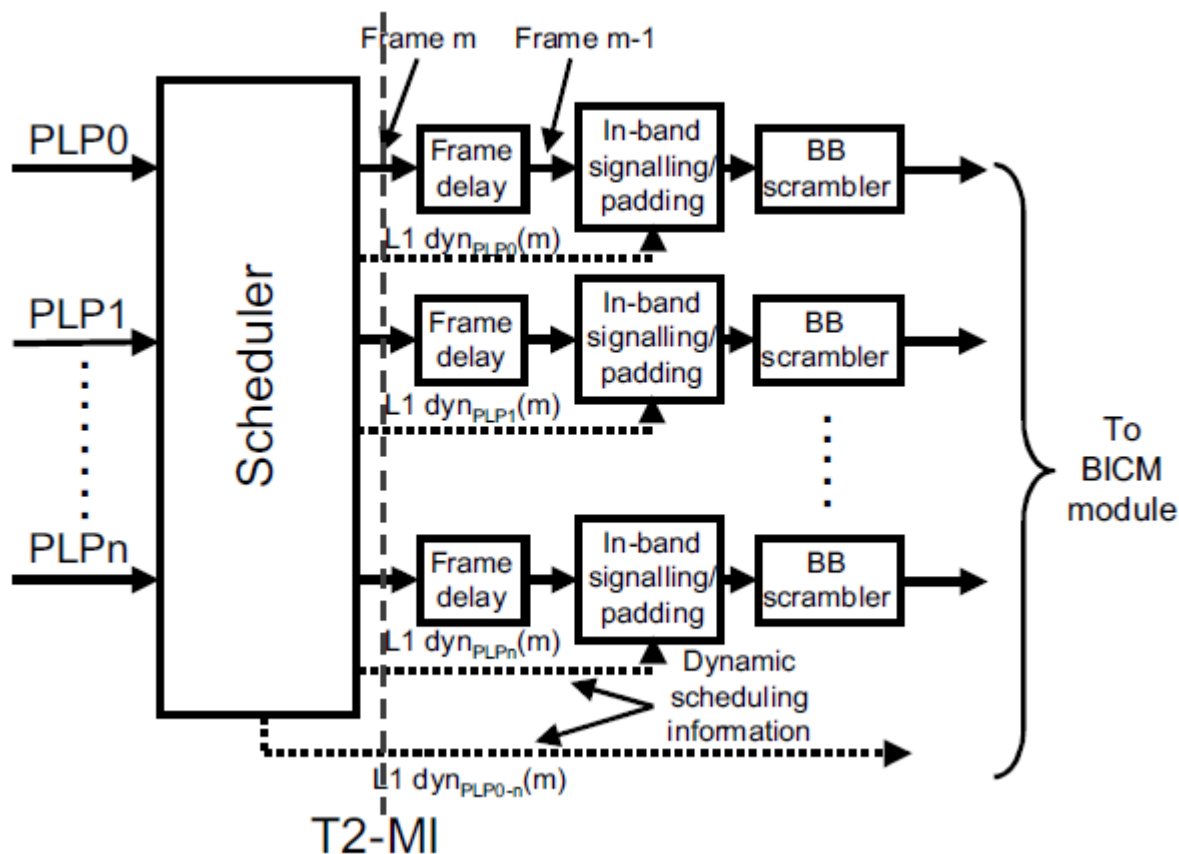 Frame m
Frame m-1
PLP0
Frame
delay
In-band
signalling/
padding
BB
scrambler
L1 dynPLP0(m)
Scheduler
PLP1
Frame
delay
In-band
signalling/
padding
BB
scrambler
L1 dynPLP1(m)
To
BICM
module
PLPn
Frame
delay
In-band
signalling/
padding
BB
scrambler
L1 dynPLPn(m)
Dynamic
scheduling
information
L1 dynPLP0-n(m)
T2-MI